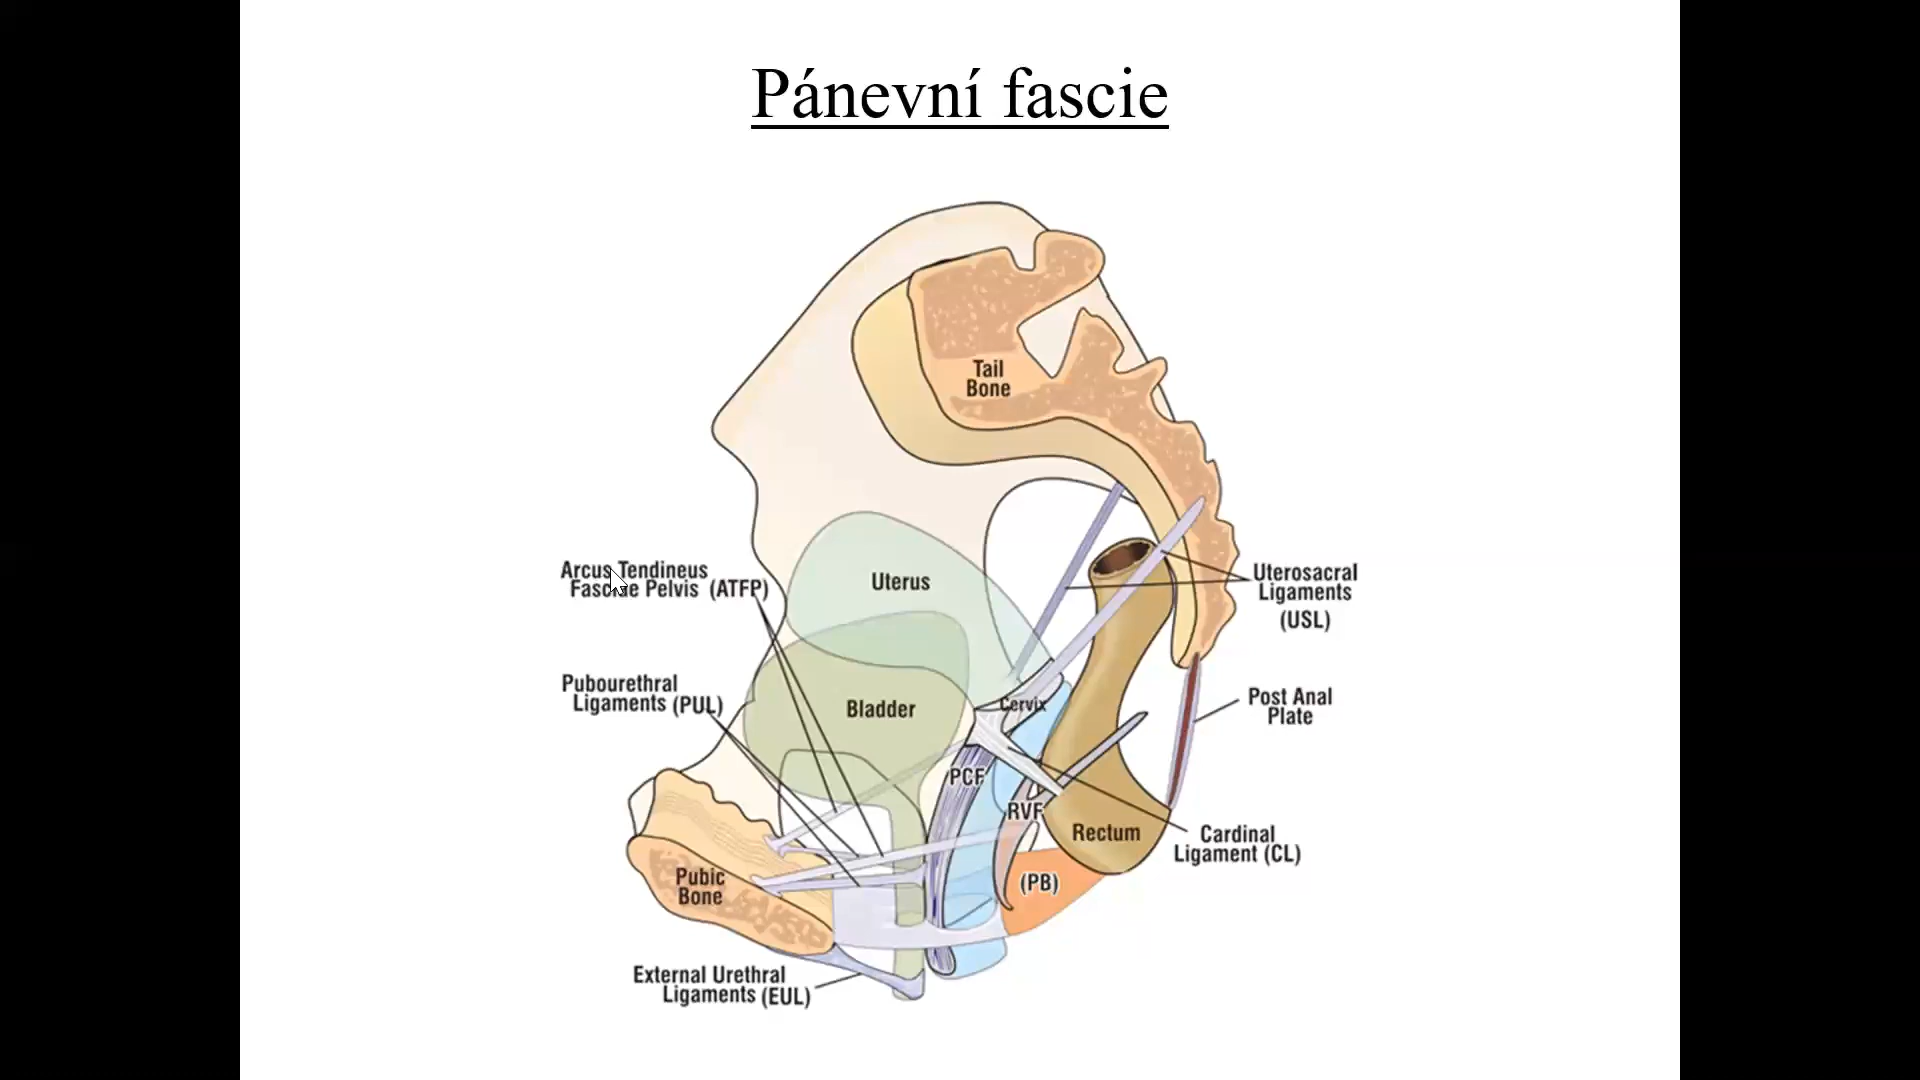 Pánevní fascie
Tail
Bone
Uterus
Arcus Tendineus
Fasciae Pelvis (ATFP)
Uterosacral
Ligaments
(USL)
Pubourethral
Ligaments (PUL)
Bladder
Cervix
Post Anal
Plate
PCF
RVF
Rectum
Cardinal
Ligament (CL)
Pubic
Bone
(PB)
External Urethral
Ligaments (EUL)